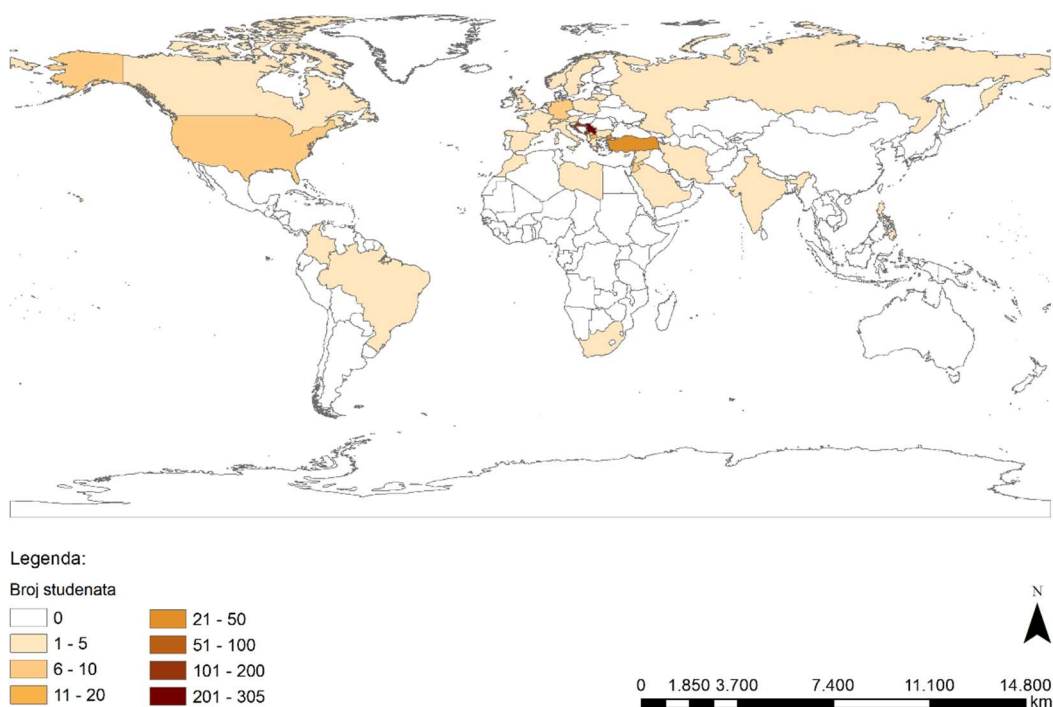 Legenda:
Broj studenata
0
1 - 5
6 - 10
11 - 20
21 - 50
51 - 100
101 - 200
201 - 305
N
0 1.850 3.700 7.400 11.100 14.800
km